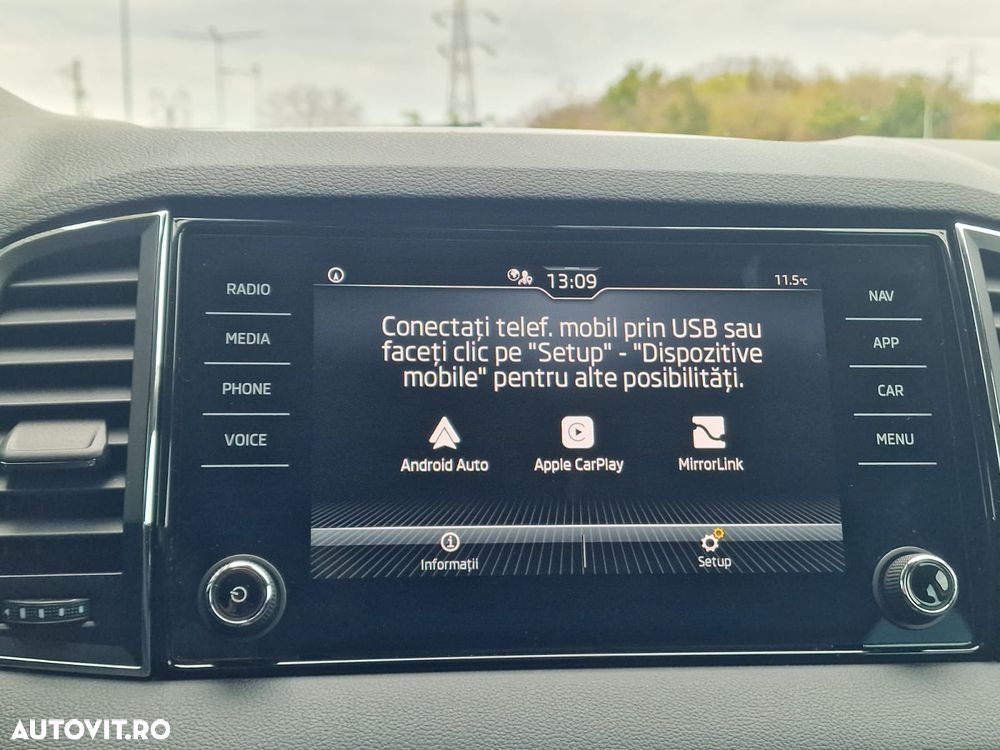 13:09
11.5°C
RADIO
MEDIA
PHONE
VOICE
Conectați telef. mobil prin USB sau
faceți clic pe "Setup" - "Dispozitive
mobile" pentru alte posibilități.
Android Auto
Apple CarPlay
MirrorLink
Informații
Setup
NAV
APP
CAR
MENU
AUTOVIT.RO